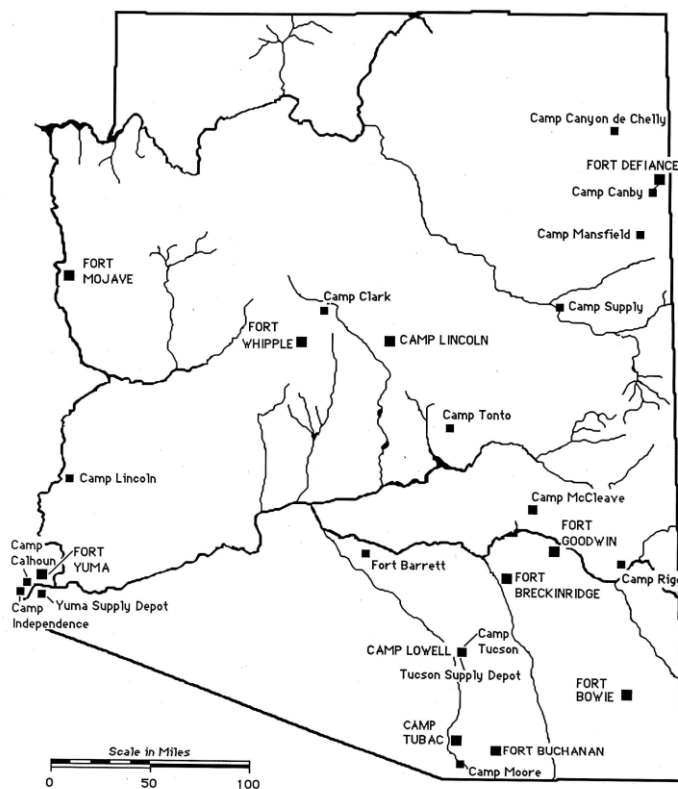 Camp Canyon de Chelly
FORT DEFIANCE
Camp Canby
Camp Mansfield
FORT
MOJAVE
Camp Clark
Camp Supply
FORT
WHIPPLE
CAMP LINCOLN
Camp Tonto
Camp Lincoln
Camp McCleave
FORT
GOODWIN
Camp
Calhoun
FORT
YUMA
Fort Barrett
Camp Rigg
FORT
BRECKINRIDGE
Camp
Independence
Yuma Supply Depot
Camp
Tucson
CAMP LOWELL
Tucson Supply Depot
FORT
BOWIE
CAMP
TUBAC
FORT BUCHANAN
Camp Moore
Scale in Miles
0 50 100